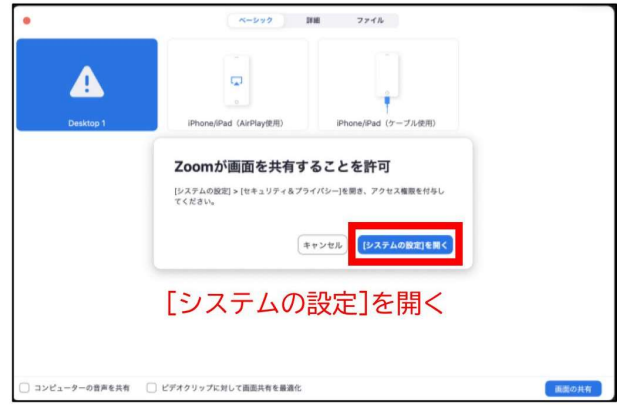 ベーシック 詳細 ファイル
Desktop 1 iPhone/iPad（AirPlay使用） iPhone/iPad（ケーブル使用）
Zoomが画面を共有することを許可
[システムの設定] > [セキュリティ＆プライバシー]を開き、アクセス権限を付与し
てください。
キャンセル [システムの設定]を開く
[システムの設定]を開く
コンピューターの音声を共有 ビデオクリップに対して画面共有を最適化 画面の共有